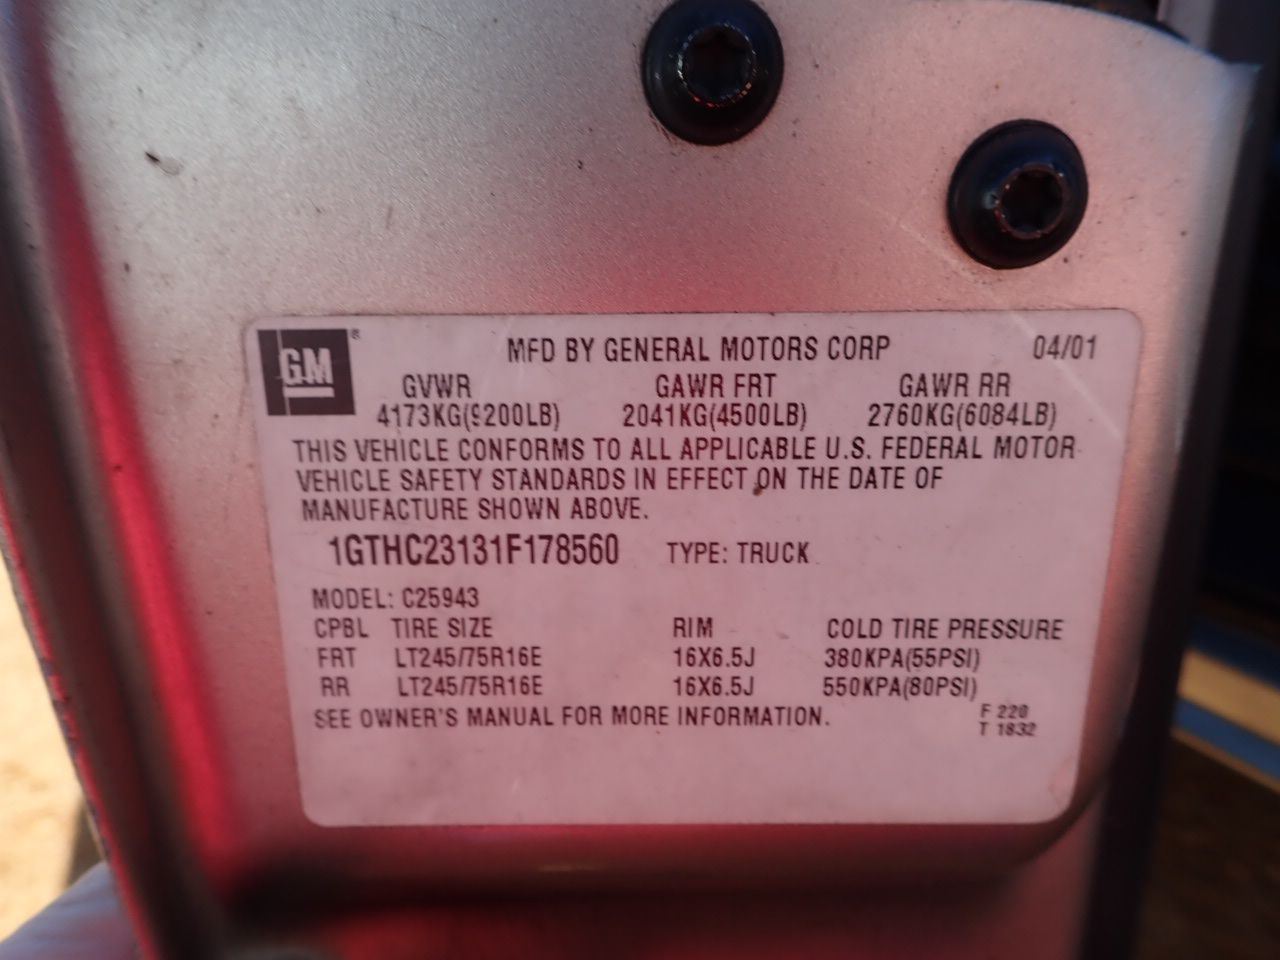 GM ®
MFD BY GENERAL MOTORS CORP 04/01
GVWR GAWR FRT GAWR RR
4173KG(9200LB) 2041KG(4500LB) 2760KG(6084LB)
THIS VEHICLE CONFORMS TO ALL APPLICABLE U.S. FEDERAL MOTOR
VEHICLE SAFETY STANDARDS IN EFFECT ON THE DATE OF
MANUFACTURE SHOWN ABOVE.
1GTHC23131F178560 TYPE: TRUCK
MODEL: C25943
CPBL TIRE SIZE RIM COLD TIRE PRESSURE
FRT LT245/75R16E 16X6.5J 380KPA(55PSI)
RR LT245/75R16E 16X6.5J 550KPA(80PSI)
SEE OWNER'S MANUAL FOR MORE INFORMATION.
F 220
T 1832